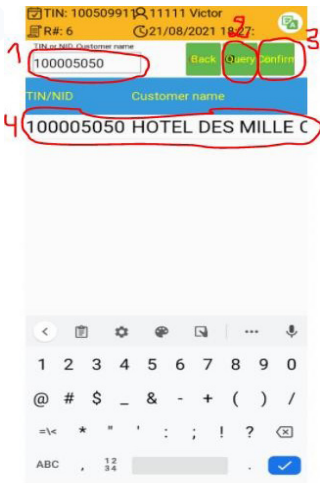 TIN: 100509911 11111 Victor
R#: 6 21/08/2021 18:27:
1 2 3
TIN or NID Customer name
100005050 Back Query Confirm
TIN/NID Customer name
4
100005050 HOTEL DES MILLE C
1 2 3 4 5 6 7 8 9 0
@ # $ _ & - + ( ) /
=\< * " ' : ; ! ?
ABC , 12 34 .